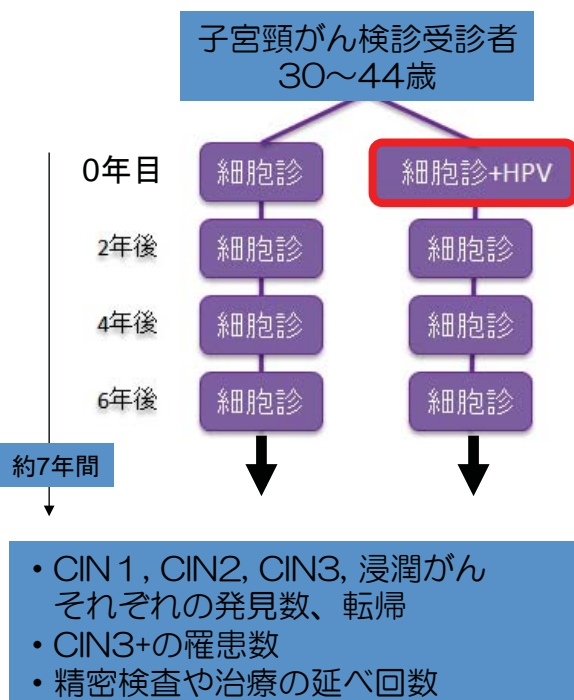 子宮頸がん検診受診者
30〜44歳
0年目
細胞診
細胞診+HPV
2年後
細胞診
細胞診
4年後
細胞診
細胞診
6年後
細胞診
細胞診
約7年間
・CIN１, CIN2, CIN3, 浸潤がん
それぞれの発見数、転帰
・CIN3+の罹患数
・精密検査や治療の延べ回数